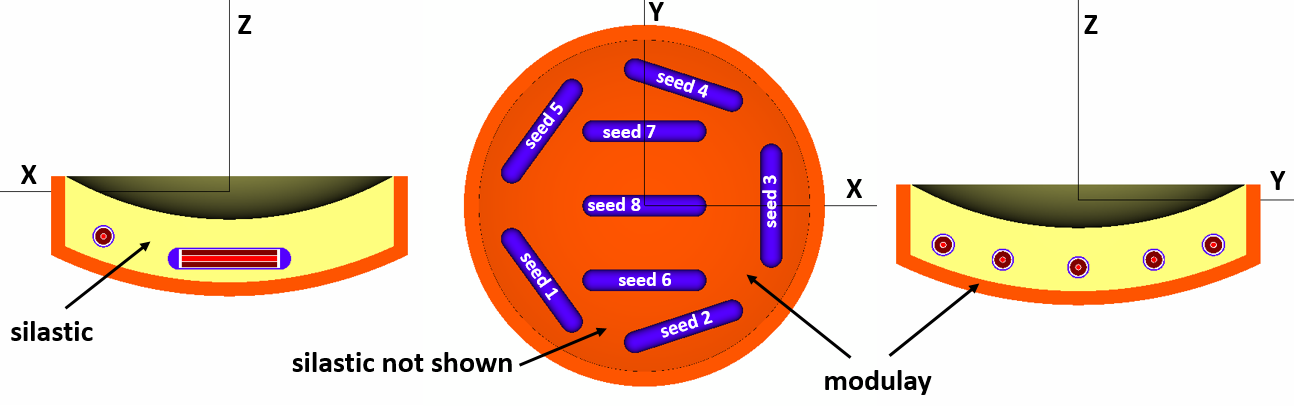 Z
X
silastic
Y
seed 4
seed 5
seed 7
seed 3
seed 8
X
seed 1
seed 6
seed 2
silastic not shown
modulay
Z
Y